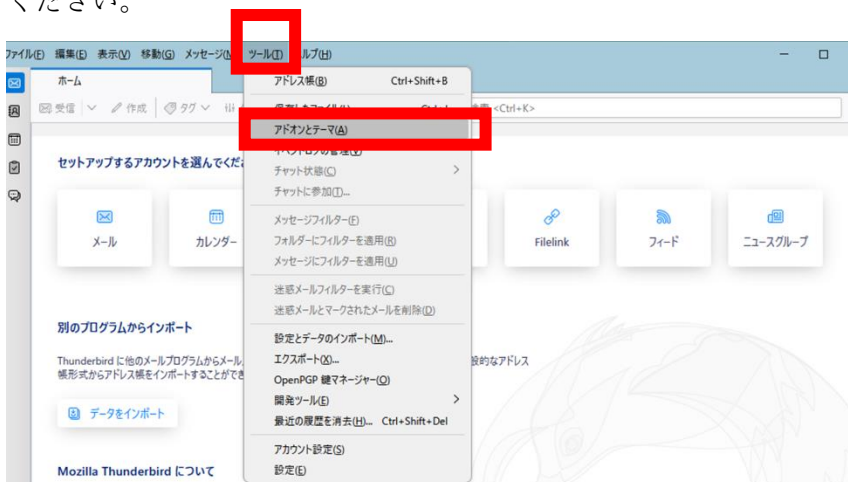 ください。
ファイル(F) 編集(E) 表示(V) 移動(G) メッセージ(M) ツール(T) ヘルプ(H)
ホーム
受信 作成 タグ
<Ctrl+K>
アドレス帳(B) Ctrl+Shift+B
アドオンとテーマ(A)
チャット状態(C)
チャットに参加(I)...
メッセージフィルター(F)
フォルダーにフィルターを適用(R)
メッセージにフィルターを適用(U)
迷惑メールフィルターを実行(C)
迷惑メールとマークされたメールを削除(D)
設定とデータのインポート(M)...
エクスポート(X)...
OpenPGP 鍵マネージャー(O)
開発ツール(E)
最近の履歴を消去(H)... Ctrl+Shift+Del
アカウント設定(S)
設定(E)
セットアップするアカウントを選んでくだ
メール
カレンダー
Filelink
フィード
ニュースグループ
別のプログラムからインポート
Thunderbird に他のメールプログラムからメール 般的なアドレス
帳形式からアドレス帳をインポートすることができ
データをインポート
Mozilla Thunderbird について